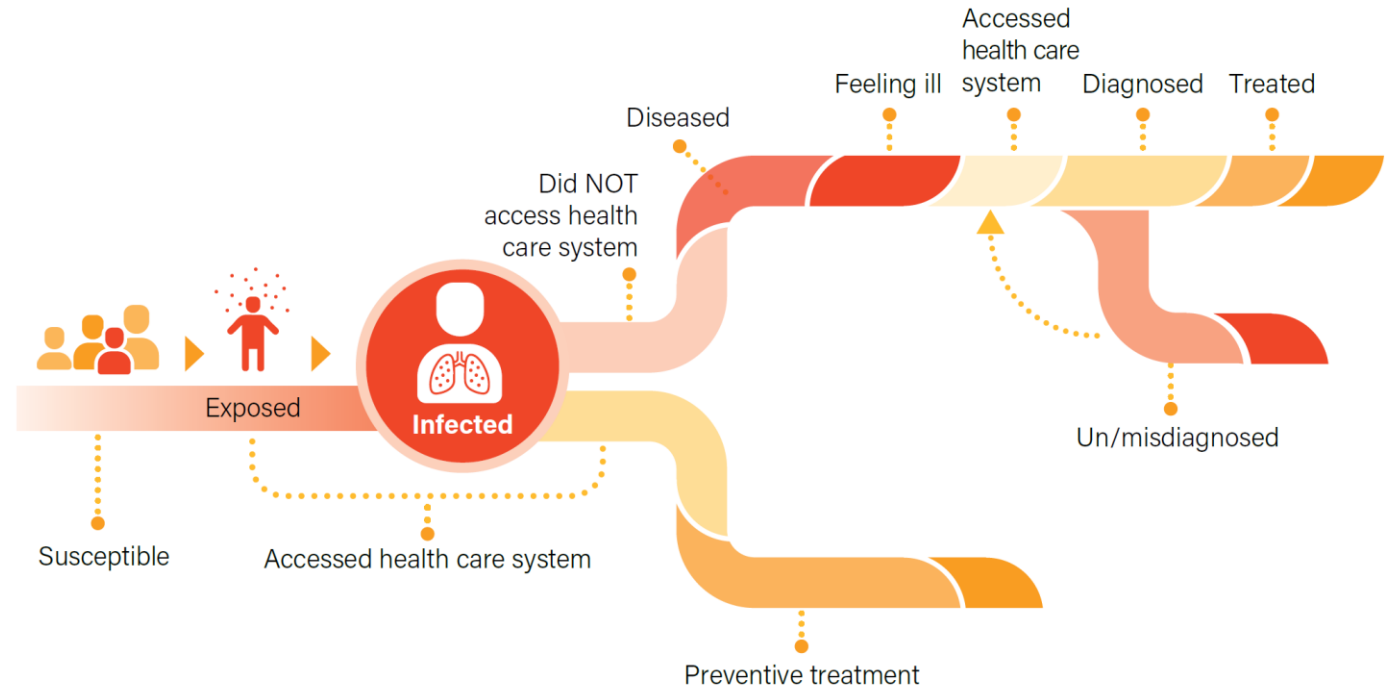 Accessed
health care
system
Feeling ill
Diagnosed
Treated
Diseased
Did NOT
access health
care system
Exposed
Infected
Un/misdiagnosed
Susceptible
Accessed health care system
Preventive treatment